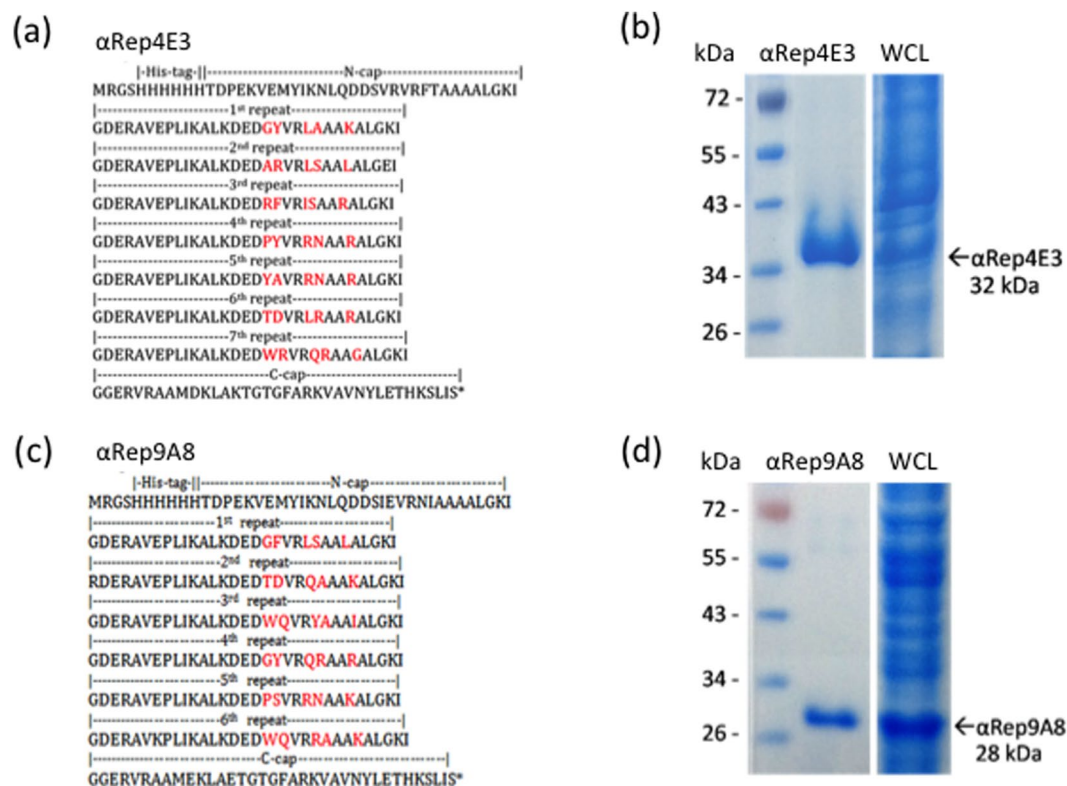 (a)
αRep4E3
|-His-tag-||-----------------------------------N-cap-----------------------------------|
MRGSHHHHHHTDPEKVEMYIKNLQDDSVRVRFTAAAALGKI
|-----------------------------1st repeat-----------------------------|
GDERAVEPLIKALKDEDGYVRLAAAKALGKI
|-----------------------------2nd repeat-----------------------------|
GDERAVEPLIKALKDEDARVRLSAALALGEI
|-----------------------------3rd repeat-----------------------------|
GDERAVEPLIKALKDEDRFVRISAARALGKI
|-----------------------------4th repeat-----------------------------|
GDERAVEPLIKALKDEDPYVRRNAARALGKI
|-----------------------------5th repeat-----------------------------|
GDERAVEPLIKALKDEDYAVRRNAARALGKI
|-----------------------------6th repeat-----------------------------|
GDERAVEPLIKALKDEDTDVRLRAARALGKI
|-----------------------------7th repeat-----------------------------|
GDERAVEPLIKALKDEDWRVRQRAAGALGKI
|-------------------------------------C-cap-------------------------------------|
GGERVRAAMDKLAKTGTGFARKVAVNYLETHKSLIS*
(b)
kDa αRep4E3 WCL
72 -
55 -
43 -
34 -
26 -
←αRep4E3
32 kDa
(c)
αRep9A8
|-His-tag-||---------------------------N-cap---------------------------------|
MRGSHHHHHHTDPEKVEMYIKNLQDDSIEVRNIAAAALGKI
|---------------------------1st repeat-----------------------|
GDERAVEPLIKALKDEDGFVRLSAALALGKI
|---------------------------2nd repeat-----------------------|
RDERAVEPLIKALKDEDTDVRQAAAKALGKI
|---------------------------3rd repeat-----------------------|
GDERAVEPLIKALKDEDWQVRYAAAIALGKI
|---------------------------4th repeat-----------------------|
GDERAVEPLIKALKDEDGYVRQRAARALGKI
|---------------------------5th repeat-----------------------|
GDERAVEPLIKALKDEDPSVRRNAAKALGKI
|---------------------------6th repeat-----------------------|
GDERAVKPLIKALKDEDWQVRRAAAKALGKI
|-----------------------------------C-cap-------------------------------|
GGERVRAAMEKLAETGTGFARKVAVNYLETHKSLIS*
(d)
kDa αRep9A8 WCL
72 -
55 -
43 -
34 -
26 -
←αRep9A8
28 kDa